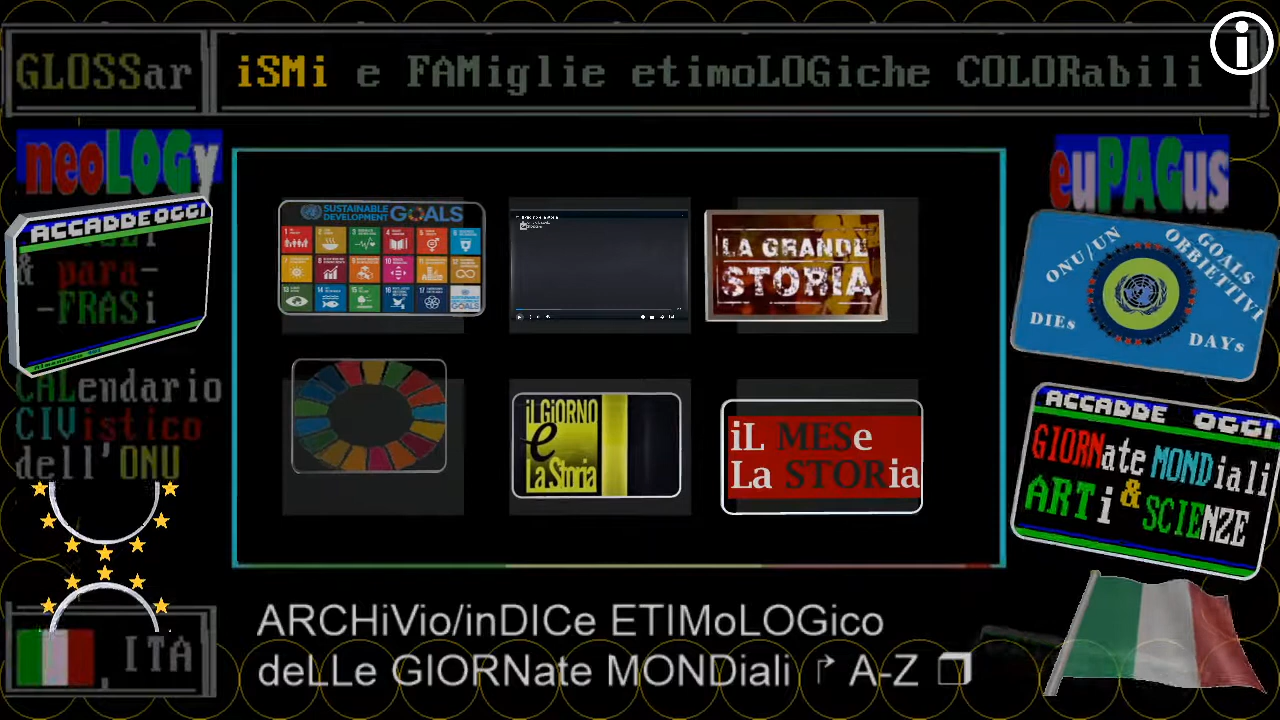 GLOSSar
iSMi e FAMiglie etimoLOGiche COLORabili
neoLOGy
euPAGus
ACCADDE OGGI
& para-
-FRASi
SUSTAINABLE
DEVELOPMENT GOALS
LA GRANDE
STORIA
ONU/UN
GOALS
OBBIETTIVI
DIEs
DAYs
CALendario
CIVistico
dell'ONU
iL GiORNO
e
La Storia
iL MESe
La STORia
ACCADDE OGGI
GIORNate MONDiali
ARTi & SCIENZE
ITA
ARCHiVio/inDICe ETIMoLOGico
deLLe GIORNate MONDiali A-Z